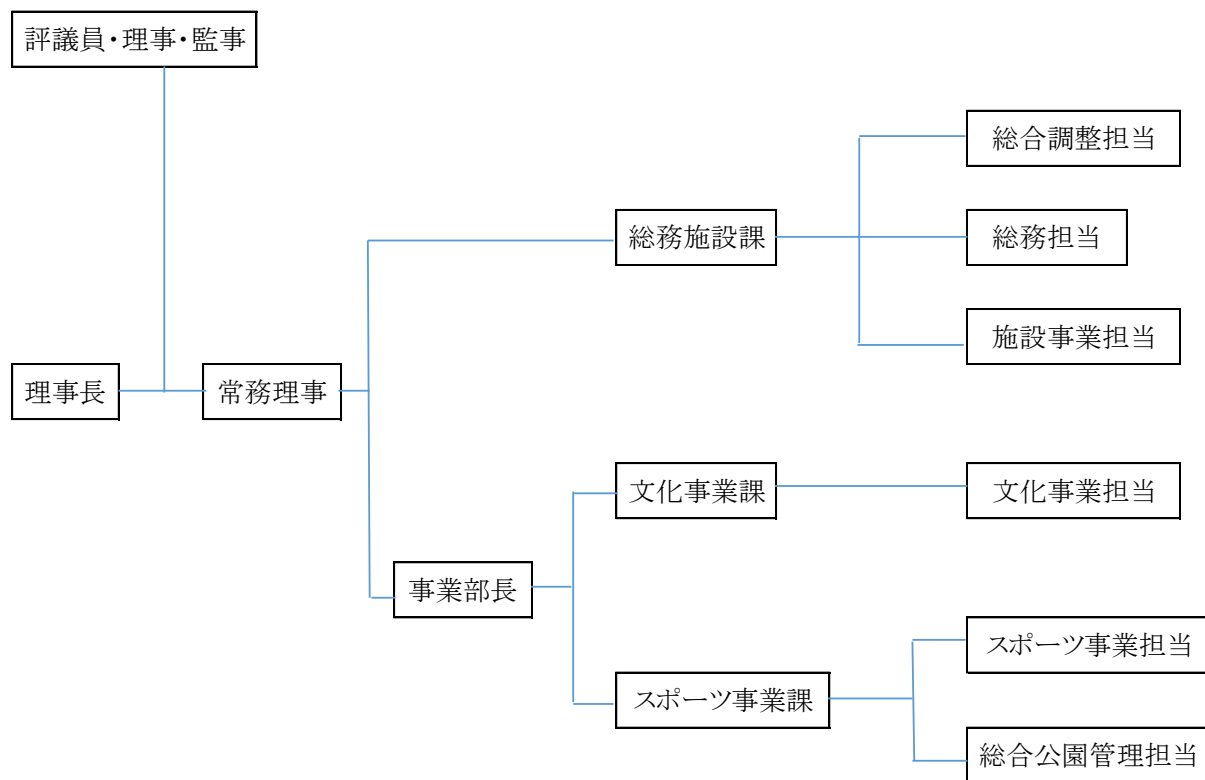 評議員・理事・監事
総合調整担当
総務施設課
総務担当
施設事業担当
理事長
常務理事
文化事業課
文化事業担当
事業部長
スポーツ事業担当
スポーツ事業課
総合公園管理担当